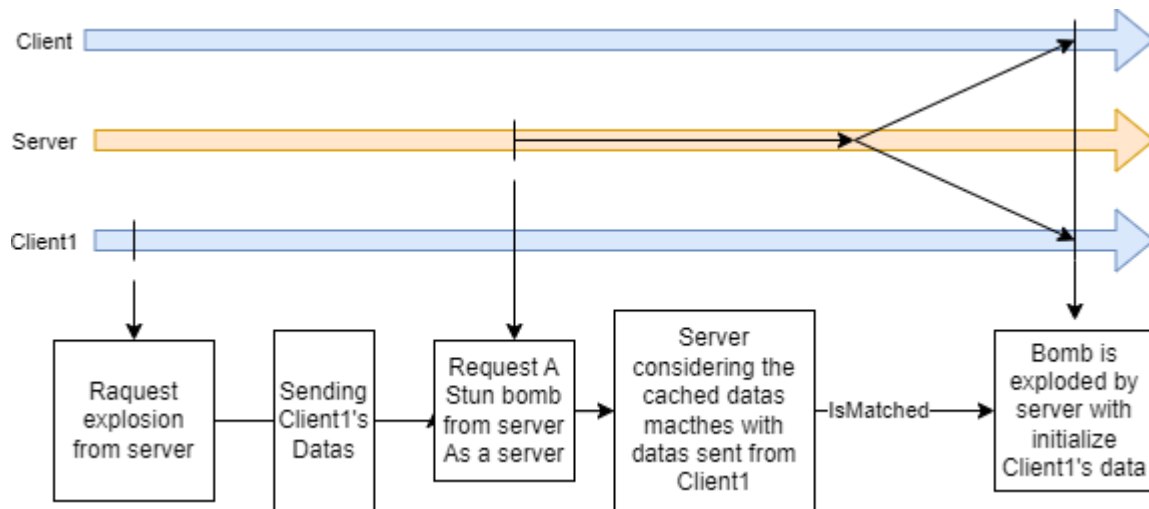 Client
Server
Client1
Raquest
explosion
from server
Sending
Client1's
Datas
Request A
Stun bomb
from server
As a server
Server
considering the
cached datas
macthes with
datas sent from
Client1
IsMatched
Bomb is
exploded by
server with
initialize
Client1's data